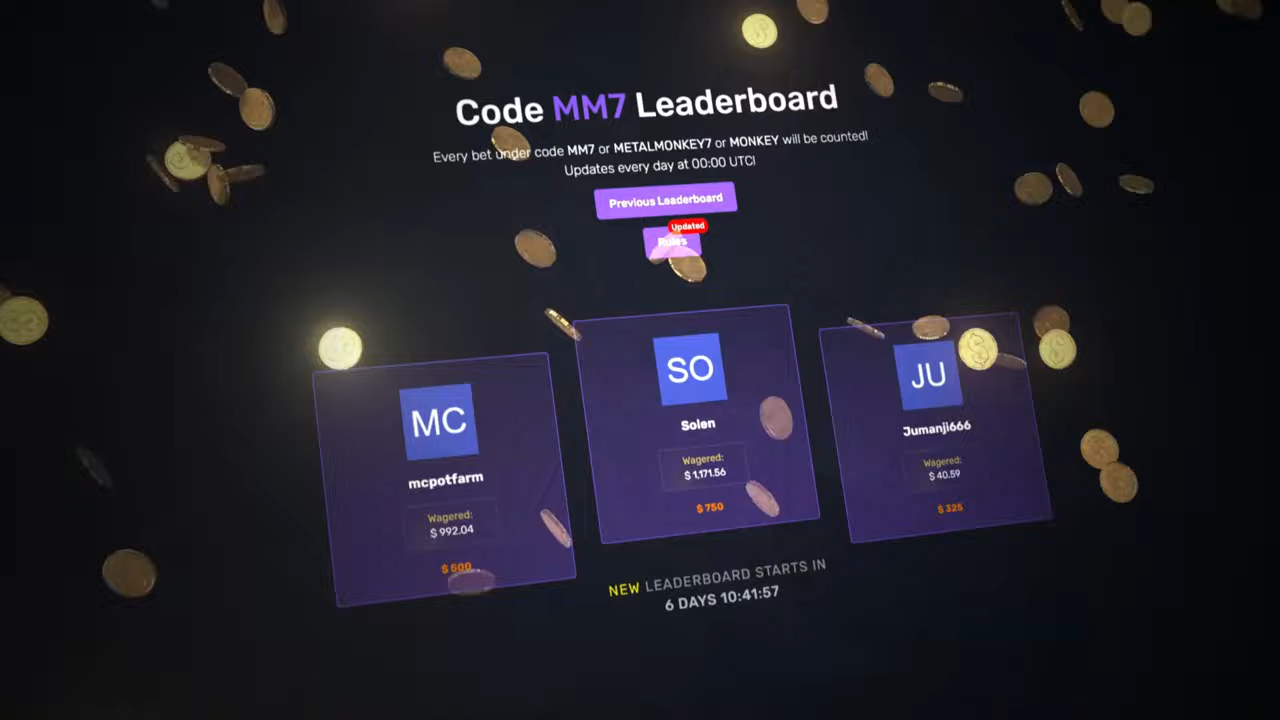 Code MM7 Leaderboard
Every bet under code MM7 or METALMONKEY7 or MONKEY will be counted!
Updates every day at 00:00 UTC!
Previous Leaderboard
Updated
Rules
MC
mcpotfarm
Wagered:
$ 992.04
$ 500
SO
Solen
Wagered:
$ 1,171.56
$ 750
JU
Jumanji666
Wagered:
$ 40.59
$ 325
NEW LEADERBOARD STARTS IN
6 DAYS 10:41:57